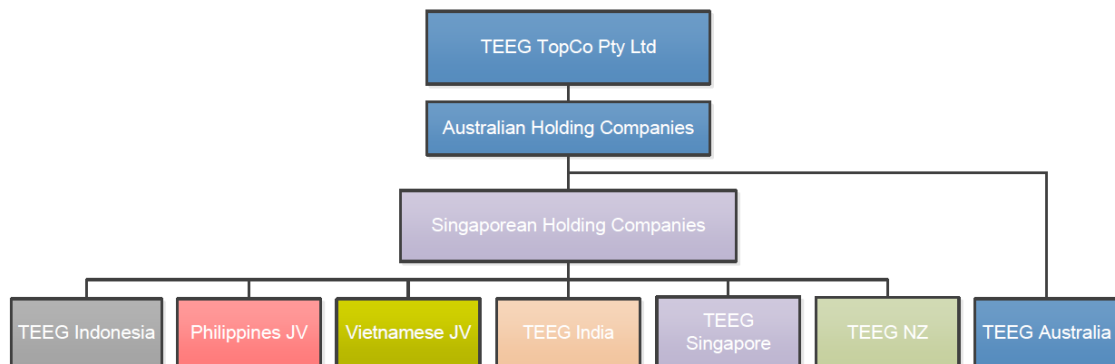 TEEG TopCo Pty Ltd
Australian Holding Companies
Singaporean Holding Companies
TEEG Indonesia
Philippines JV
Vietnamese JV
TEEG India
TEEG
Singapore
TEEG NZ
TEEG Australia